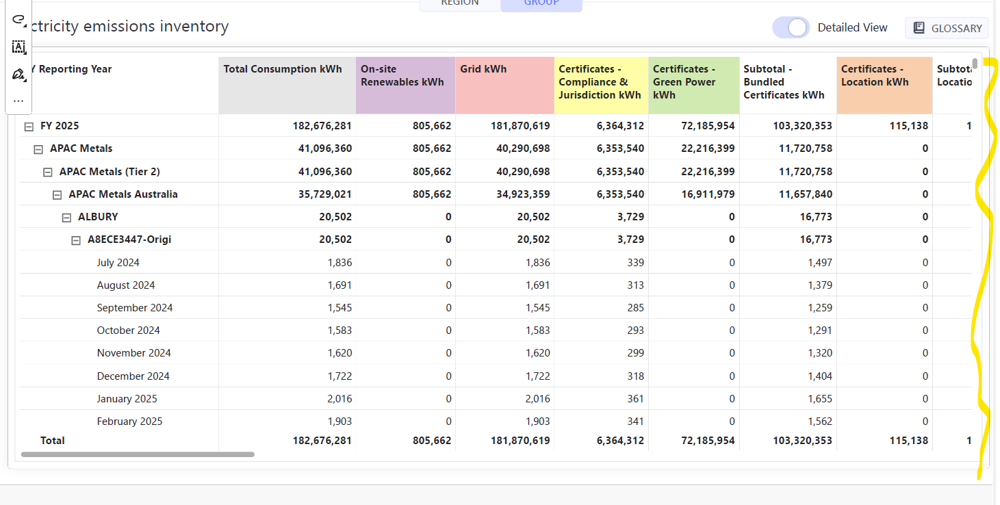 REGION GROUP
ctricity emissions inventory Detailed View GLOSSARY
Y Reporting Year Total Consumption kWh On-site Renewables kWh Grid kWh Certificates - Compliance & Jurisdiction kWh Certificates - Green Power kWh Subtotal - Bundled Certificates kWh Certificates - Location kWh Subtota Locatio
FY 2025 182,676,281 805,662 181,870,619 6,364,312 72,185,954 103,320,353 115,138 1
APAC Metals 41,096,360 805,662 40,290,698 6,353,540 22,216,399 11,720,758 0
APAC Metals (Tier 2) 41,096,360 805,662 40,290,698 6,353,540 22,216,399 11,720,758 0
APAC Metals Australia 35,729,021 805,662 34,923,359 6,353,540 16,911,979 11,657,840 0
ALBURY 20,502 0 20,502 3,729 0 16,773 0
A8ECE3447-Origi 20,502 0 20,502 3,729 0 16,773 0
July 2024 1,836 0 1,836 339 0 1,497 0
August 2024 1,691 0 1,691 313 0 1,379 0
September 2024 1,545 0 1,545 285 0 1,259 0
October 2024 1,583 0 1,583 293 0 1,291 0
November 2024 1,620 0 1,620 299 0 1,320 0
December 2024 1,722 0 1,722 318 0 1,404 0
January 2025 2,016 0 2,016 361 0 1,655 0
February 2025 1,903 0 1,903 341 0 1,562 0
Total 182,676,281 805,662 181,870,619 6,364,312 72,185,954 103,320,353 115,138 1